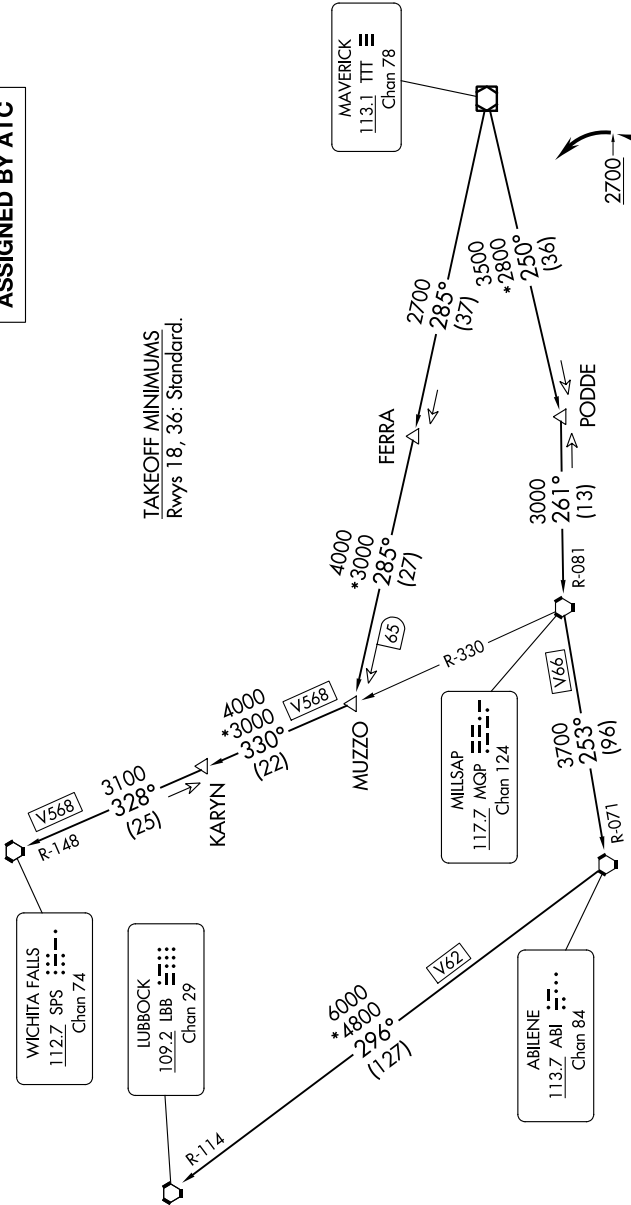 ASSIGNED BY ATC
TAKEOFF MINIMUMS
Rwys 18, 36: Standard.
MAVERICK
113.1 TTT
Chan 78
2700
285°
(37)
3500
*2800
250°
(36)
2700
FERRA
PODDE
4000
*3000
285°
(27)
65
3000
261°
(13)
R-081
R-330
MUZZO
V568
4000
*3000
330°
(22)
KARYN
3100
328°
(25)
V568
R-148
WICHITA FALLS
112.7 SPS
Chan 74
LUBBOCK
109.2 LBB
Chan 29
MILLSAP
117.7 MQP
Chan 124
V66
3700
253°
(96)
R-071
V62
6000
*4800
296°
(127)
R-114
ABILENE
113.7 ABI
Chan 84